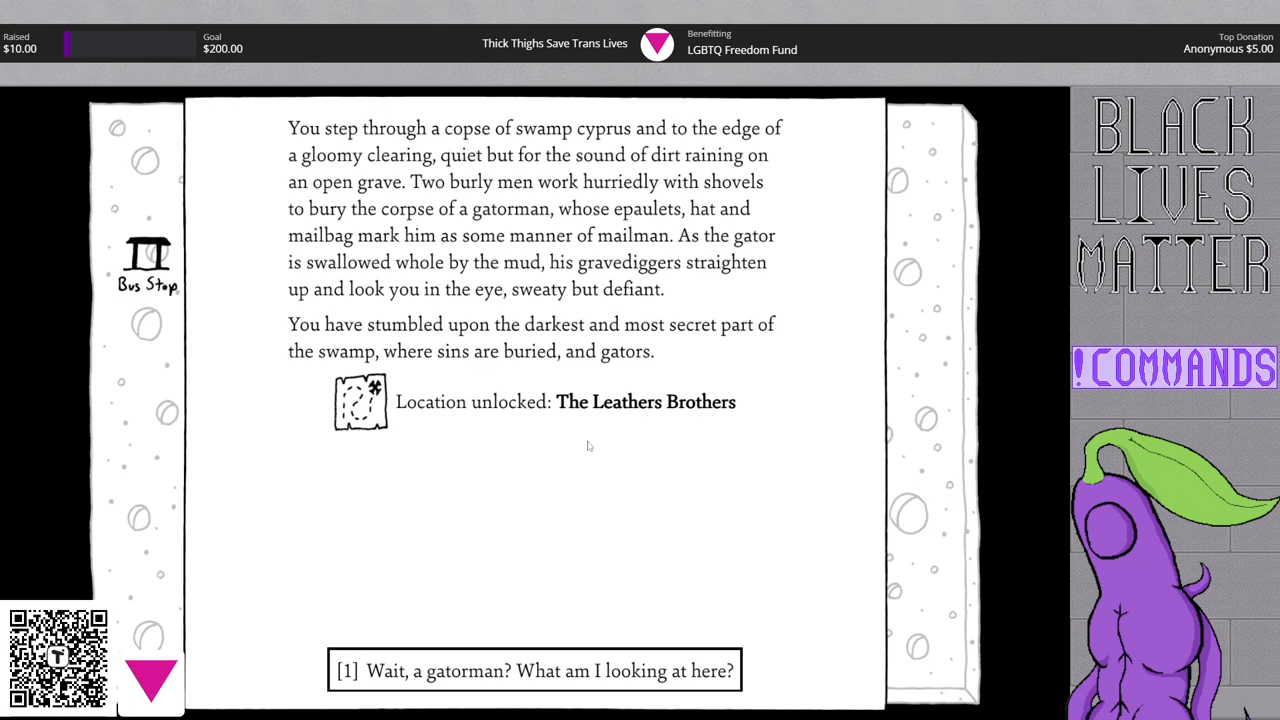 Raised
$10.00
Goal
$200.00
Thick Thighs Save Trans Lives
Benefitting
LGBTQ Freedom Fund
Top Donation
Anonymous $5.00
You step through a copse of swamp cyprus and to the edge of
a gloomy clearing, quiet but for the sound of dirt raining on
an open grave. Two burly men work hurriedly with shovels
to bury the corpse of a gatorman, whose epaulets, hat and
mailbag mark him as some manner of mailman. As the gator
is swallowed whole by the mud, his gravediggers straighten
up and look you in the eye, sweaty but defiant.
You have stumbled upon the darkest and most secret part of
the swamp, where sins are buried, and gators.
Location unlocked: The Leathers Brothers
[1] Wait, a gatorman? What am I looking at here?
Bus Stop
BLACK
LIVES
MATTER
!COMMANDS
T